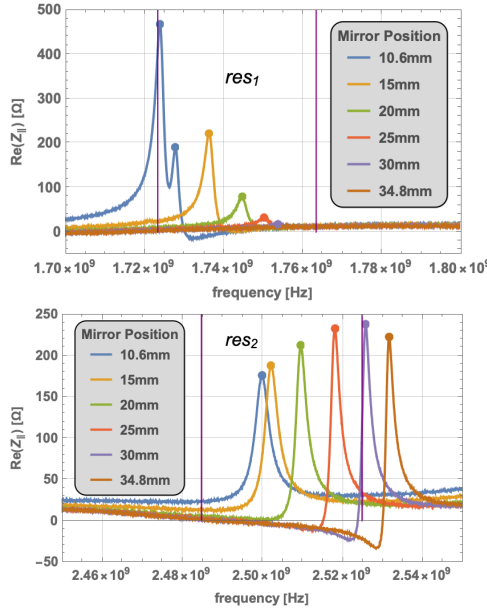 500
400
300
200
100
0
Re(Z||) [Ω]
res1
Mirror Position
10.6mm
15mm
20mm
25mm
30mm
34.8mm
1.70 × 10⁹ 1.72 × 10⁹ 1.74 × 10⁹ 1.76 × 10⁹ 1.78 × 10⁹ 1.80 × 10⁹
frequency [Hz]
250
200
150
100
50
0
-50
Re(Z||) [Ω]
Mirror Position
10.6mm
15mm
20mm
25mm
30mm
34.8mm
res2
2.46 × 10⁹ 2.48 × 10⁹ 2.50 × 10⁹ 2.52 × 10⁹ 2.54 × 10⁹
frequency [Hz]